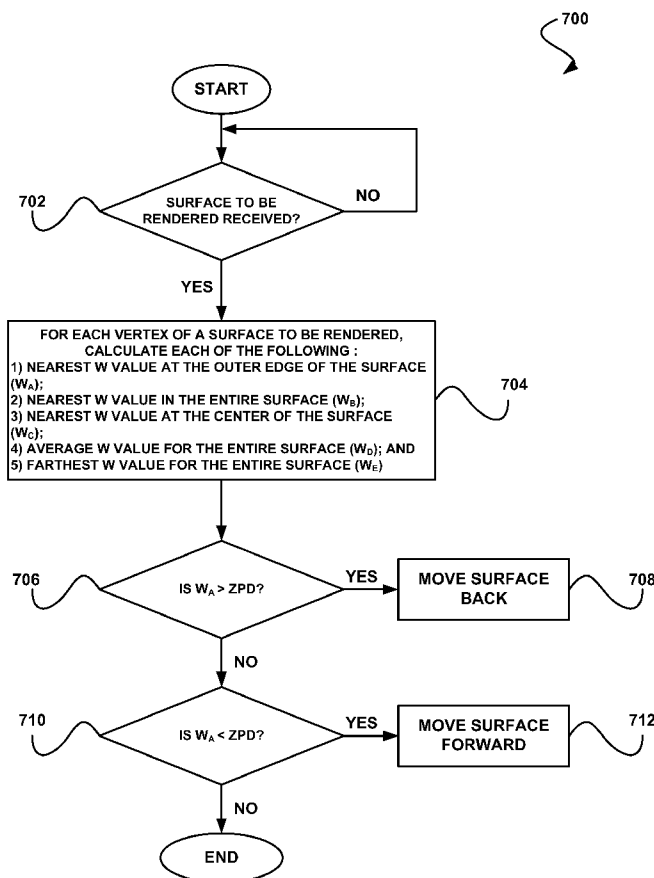 700
START
702
SURFACE TO BE
RENDERED RECEIVED?
NO
YES
FOR EACH VERTEX OF A SURFACE TO BE RENDERED,
CALCULATE EACH OF THE FOLLOWING :
1) NEAREST W VALUE AT THE OUTER EDGE OF THE SURFACE
(WA);
2) NEAREST W VALUE IN THE ENTIRE SURFACE (WB);
3) NEAREST W VALUE AT THE CENTER OF THE SURFACE
(WC);
4) AVERAGE W VALUE FOR THE ENTIRE SURFACE (WD); AND
5) FARTHEST W VALUE FOR THE ENTIRE SURFACE (WE)
704
706
IS WA > ZPD?
YES
MOVE SURFACE
BACK
708
NO
710
IS WA < ZPD?
YES
MOVE SURFACE
FORWARD
712
NO
END